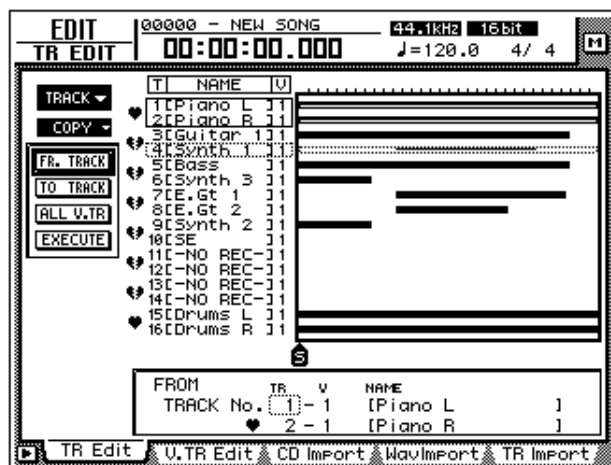 EDIT
TR EDIT
00000 - NEW SONG
00:00:00.000
44.1kHz 16bit
♩=120.0 4/ 4
M
T NAME V
TRACK
COPY
FR. TRACK
TO TRACK
ALL V.TR
EXECUTE
1[Piano L ]1
2[Piano R ]1
3[Guitar 1]1
4[Synth 1 ]1
5[Bass ]1
6[Synth 3 ]1
7[E.Gt 1 ]1
8[E.Gt 2 ]1
9[Synth 2 ]1
10[SE ]1
11[-NO REC-]1
12[-NO REC-]1
13[-NO REC-]1
14[-NO REC-]1
15[Drums L ]1
16[Drums R ]1
S
FROM TR V NAME
TRACK No. 1 - 1 [Piano L ]
♥ 2 - 1 [Piano R ]
TR Edit V.TR Edit CD Import WavImport TR Import